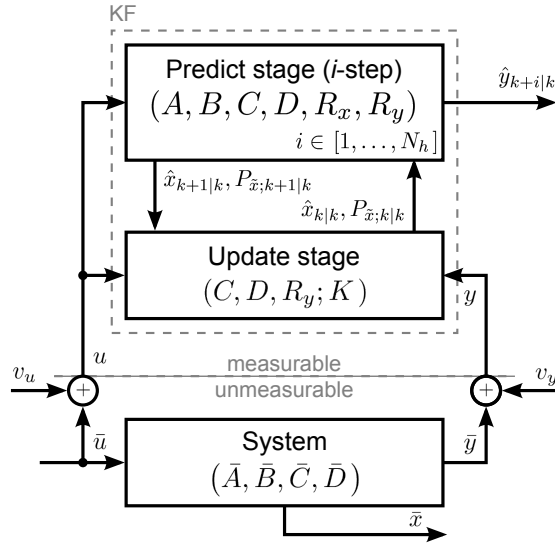 KF
Predict stage (i-step)
(A, B, C, D, R_x, R_y)
i ∈ [1, . . . , N_h]
ŷ_{k+i|k}
x̂_{k+1|k}, P_{x̃;k+1|k}
x̂_{k|k}, P_{x̃;k|k}
Update stage
(C, D, R_y; K)
y
u
measurable
v_u
+
unmeasurable
+
v_y
ū
System
ȳ
(Ā, B̄, C̄, D̄)
x̄